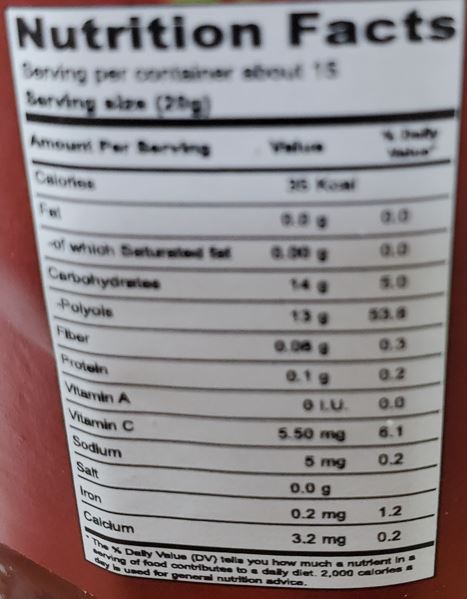 Nutrition Facts
Serving per container about 15
Serving size (20g)
Amount Per Serving Value % Daily Value*
Calories Kcal
Fat 0.0 g 0.0
-of which Saturated fat 0.00 g 0.0
Carbohydrates 14 g 5.0
-Polyols 13 g 53.8
Fiber 0.06 g 0.3
Protein 0.1 g 0.2
Vitamin A 0 I.U. 0.0
Vitamin C 5.50 mg 6.1
Sodium 5 mg 0.2
Salt 0.0 g
Iron 0.2 mg 1.2
Calcium 3.2 mg 0.2
* The % Daily Value (DV) tells you how much a nutrient in a
serving of food contributes to a daily diet. 2,000 calories a
day is used for general nutrition advice.